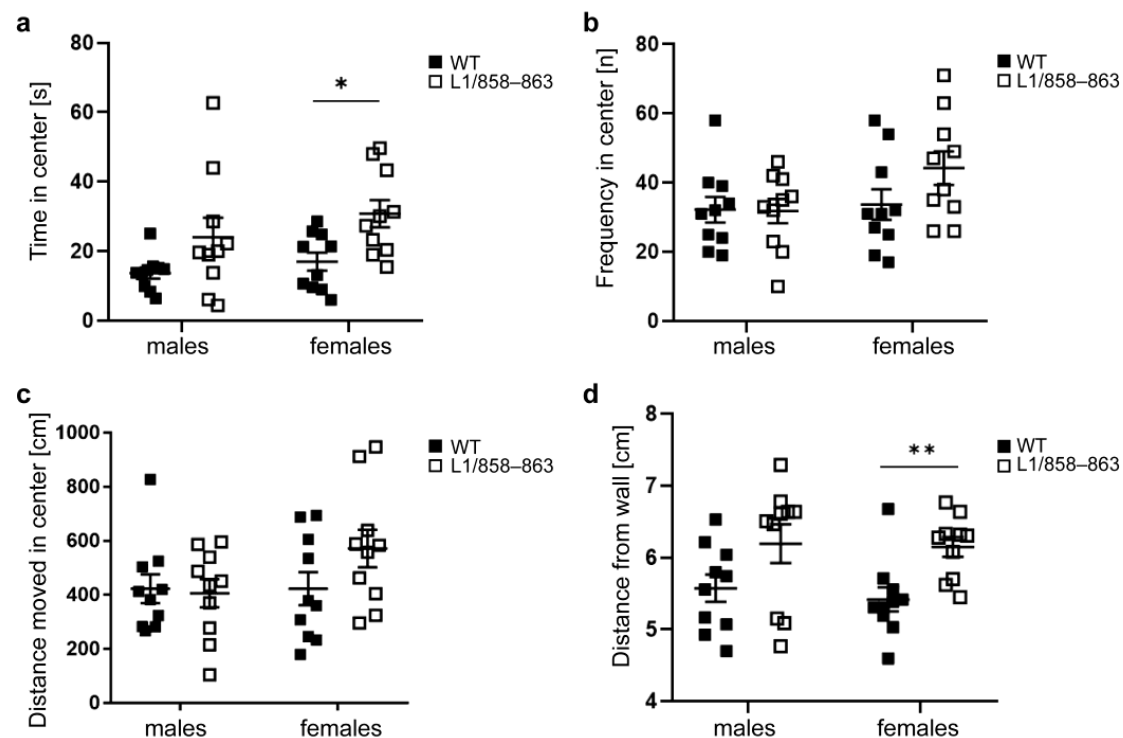 a
Time in center [s]
80
60
40
20
0
*
WT
L1/858–863
males
females
b
Frequency in center [n]
80
60
40
20
0
WT
L1/858–863
males
females
c
Distance moved in center [cm]
1000
800
600
400
200
0
WT
L1/858–863
males
females
d
Distance from wall [cm]
8
7
6
5
4
**
WT
L1/858–863
males
females